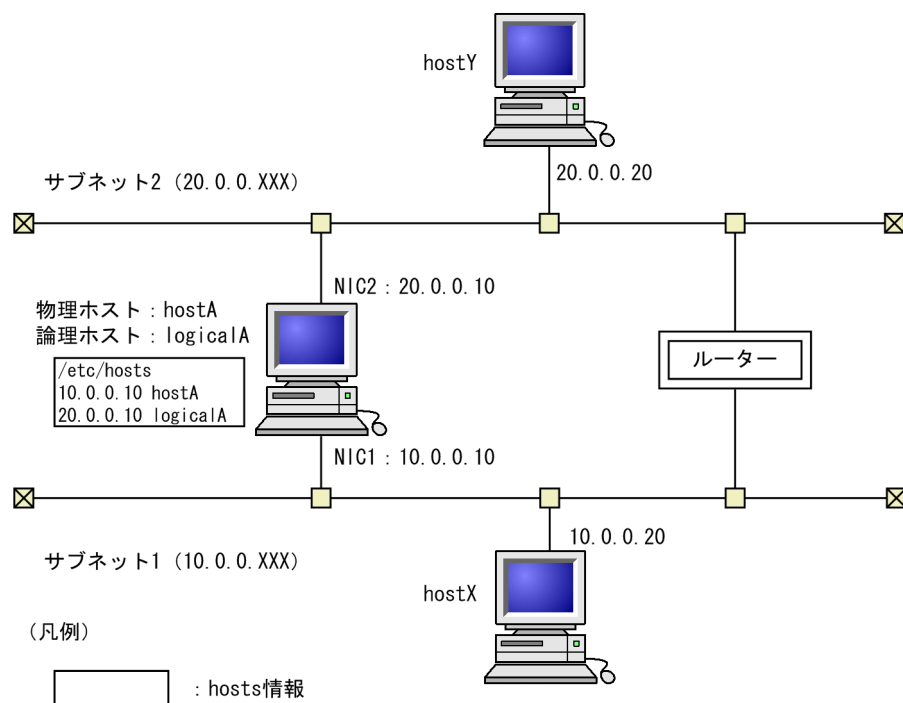 hostY
20.0.0.20
サブネット2（20.0.0.XXX）
NIC2：20.0.0.10
物理ホスト：hostA
論理ホスト：logicalA
/etc/hosts
10.0.0.10 hostA
20.0.0.10 logicalA
ルーター
NIC1：10.0.0.10
10.0.0.20
サブネット1（10.0.0.XXX）
hostX
（凡例）
：hosts情報